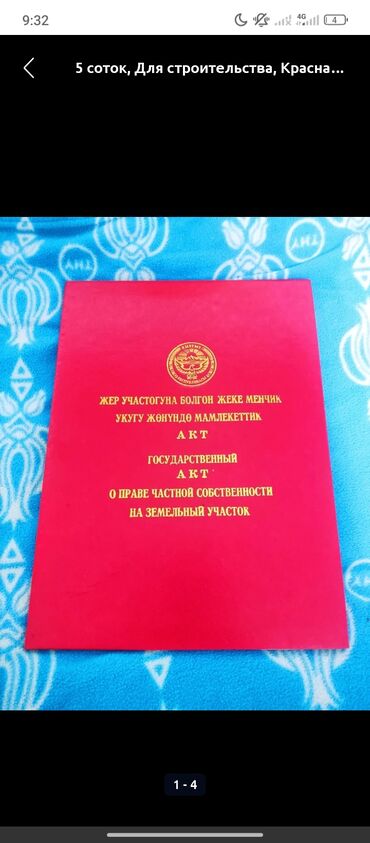 9:32
4G
4
5 соток, Для строительства, Красна...
ЖЕР УЧАСТОГУНА БОЛГОН ЖЕКЕ МЕНЧИК
УКУГУ ЖӨНҮНДӨ МАМЛЕКЕТТИК
АКТ
ГОСУДАРСТВЕННЫЙ
АКТ
О ПРАВЕ ЧАСТНОЙ СОБСТВЕННОСТИ
НА ЗЕМЕЛЬНЫЙ УЧАСТОК
THY
1 - 4